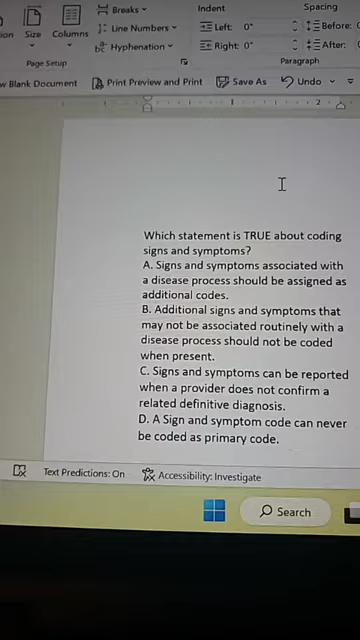 Breaks
Indent
Spacing
Size
Columns
Line Numbers
Left: 0"
Before:
Hyphenation
Right: 0"
After:
Page Setup
Paragraph
w Blank Document
Print Preview and Print
Save As
Undo
1
2
Which statement is TRUE about coding
signs and symptoms?
A. Signs and symptoms associated with
a disease process should be assigned as
additional codes.
B. Additional signs and symptoms that
may not be associated routinely with a
disease process should not be coded
when present.
C. Signs and symptoms can be reported
when a provider does not confirm a
related definitive diagnosis.
D. A Sign and symptom code can never
be coded as primary code.
Text Predictions: On
Accessibility: Investigate
Search